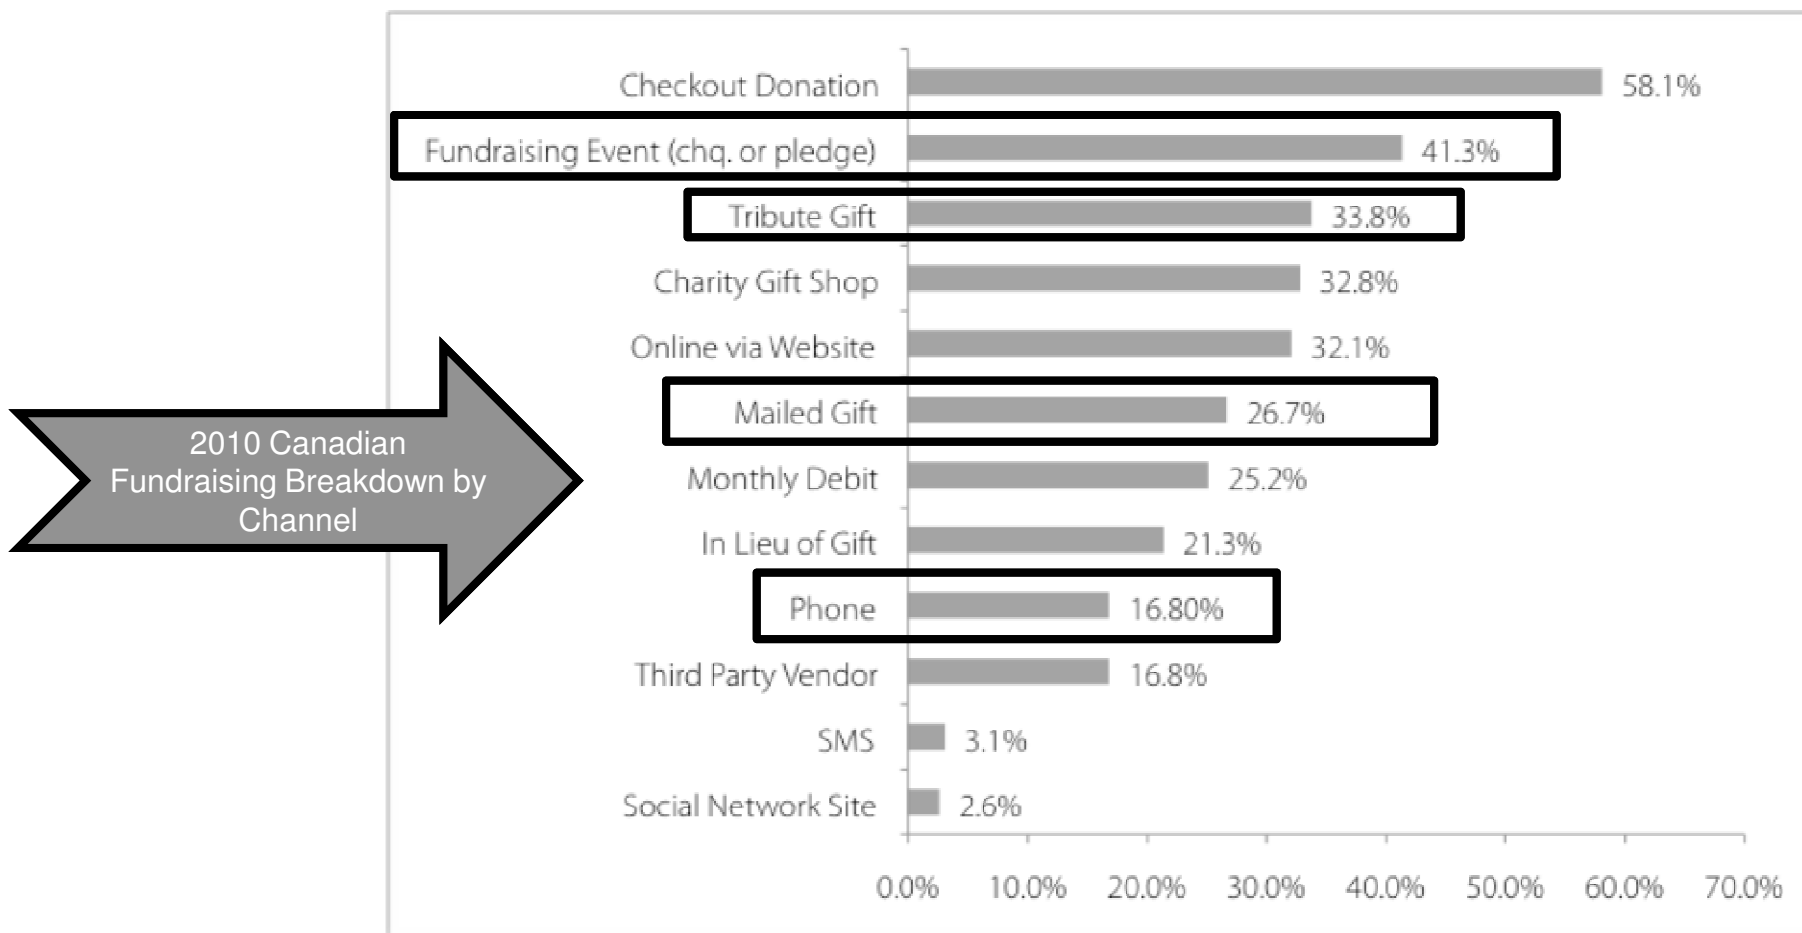 Checkout Donation 58.1%
Fundraising Event (chq. or pledge) 41.3%
Tribute Gift 33.8%
Charity Gift Shop 32.8%
Online via Website 32.1%
Mailed Gift 26.7%
Monthly Debit 25.2%
In Lieu of Gift 21.3%
Phone 16.80%
Third Party Vendor 16.8%
SMS 3.1%
Social Network Site 2.6%
0.0% 10.0% 20.0% 30.0% 40.0% 50.0% 60.0% 70.0%
2010 Canadian
Fundraising Breakdown by
Channel